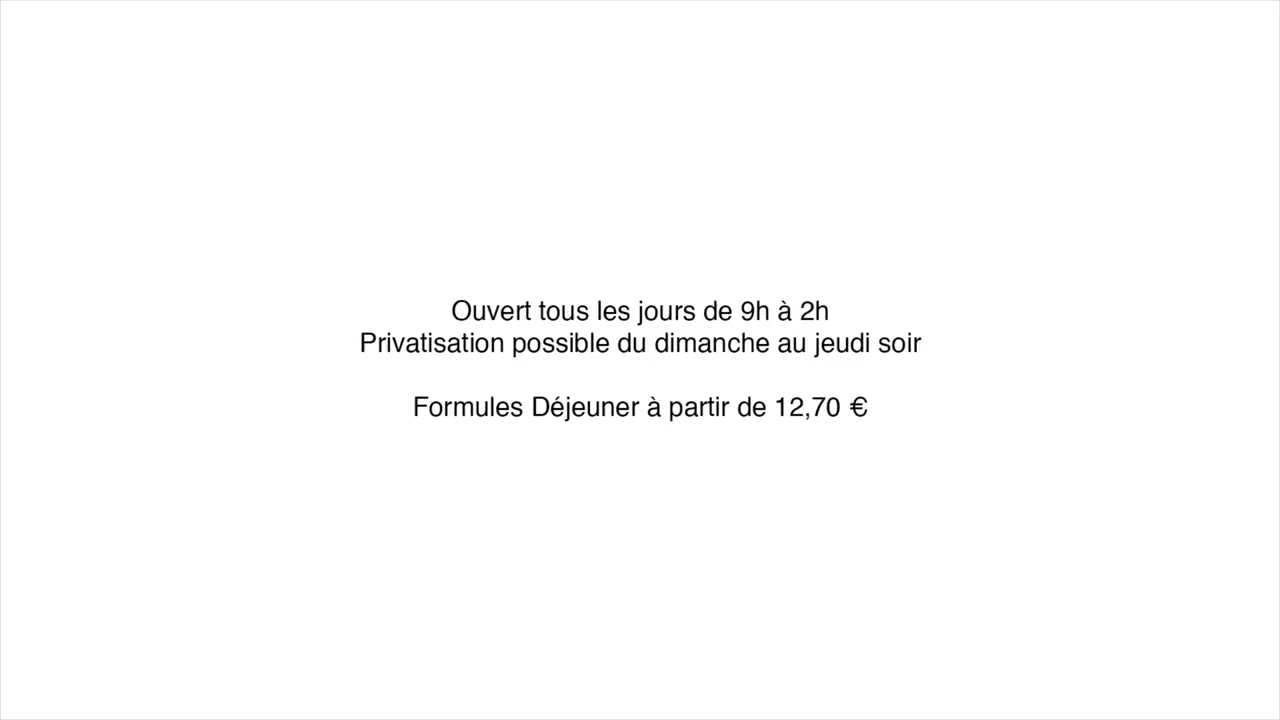 Ouvert tous les jours de 9h à 2h
Privatisation possible du dimanche au jeudi soir
Formules Déjeuner à partir de 12,70 €